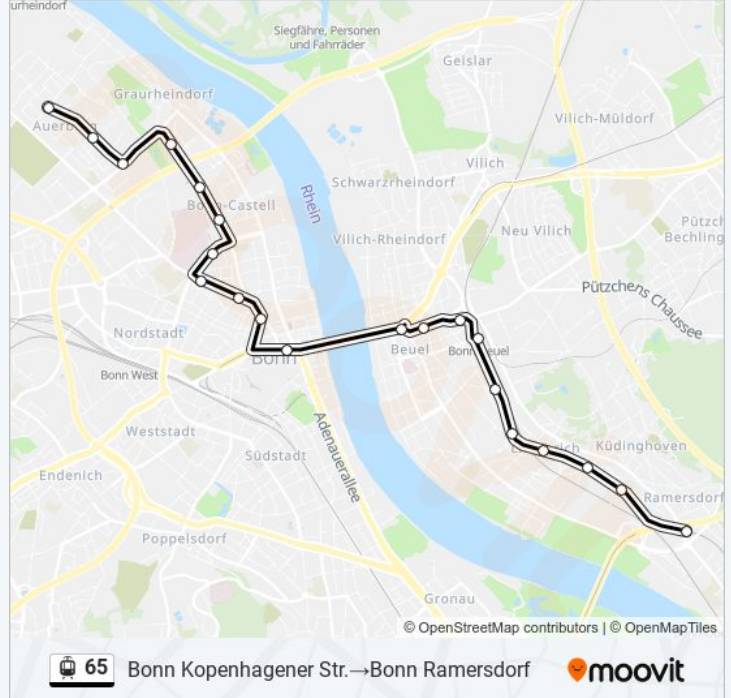 urheindorf
Siegfähre, Personen
und Fahrräder
Geislar
Graurheindorf
Auerberg
Vilich-Müldorf
Vilich
Rhein
Schwarzrheindorf
Bonn-Castell
Vilich-Rheindorf
Neu Vilich
Pützch
Bechling
Pützchens Chaussee
Nordstadt
Beuel
Bonn-Beuel
Bonn
Bonn West
Adenauerallee
Weststadt
Südstadt
Küdinghoven
Endenich
Ramersdorf
Poppelsdorf
Gronau
© OpenStreetMap contributors | © OpenMapTiles
65 Bonn Kopenhagener Str.→Bonn Ramersdorf
moovit